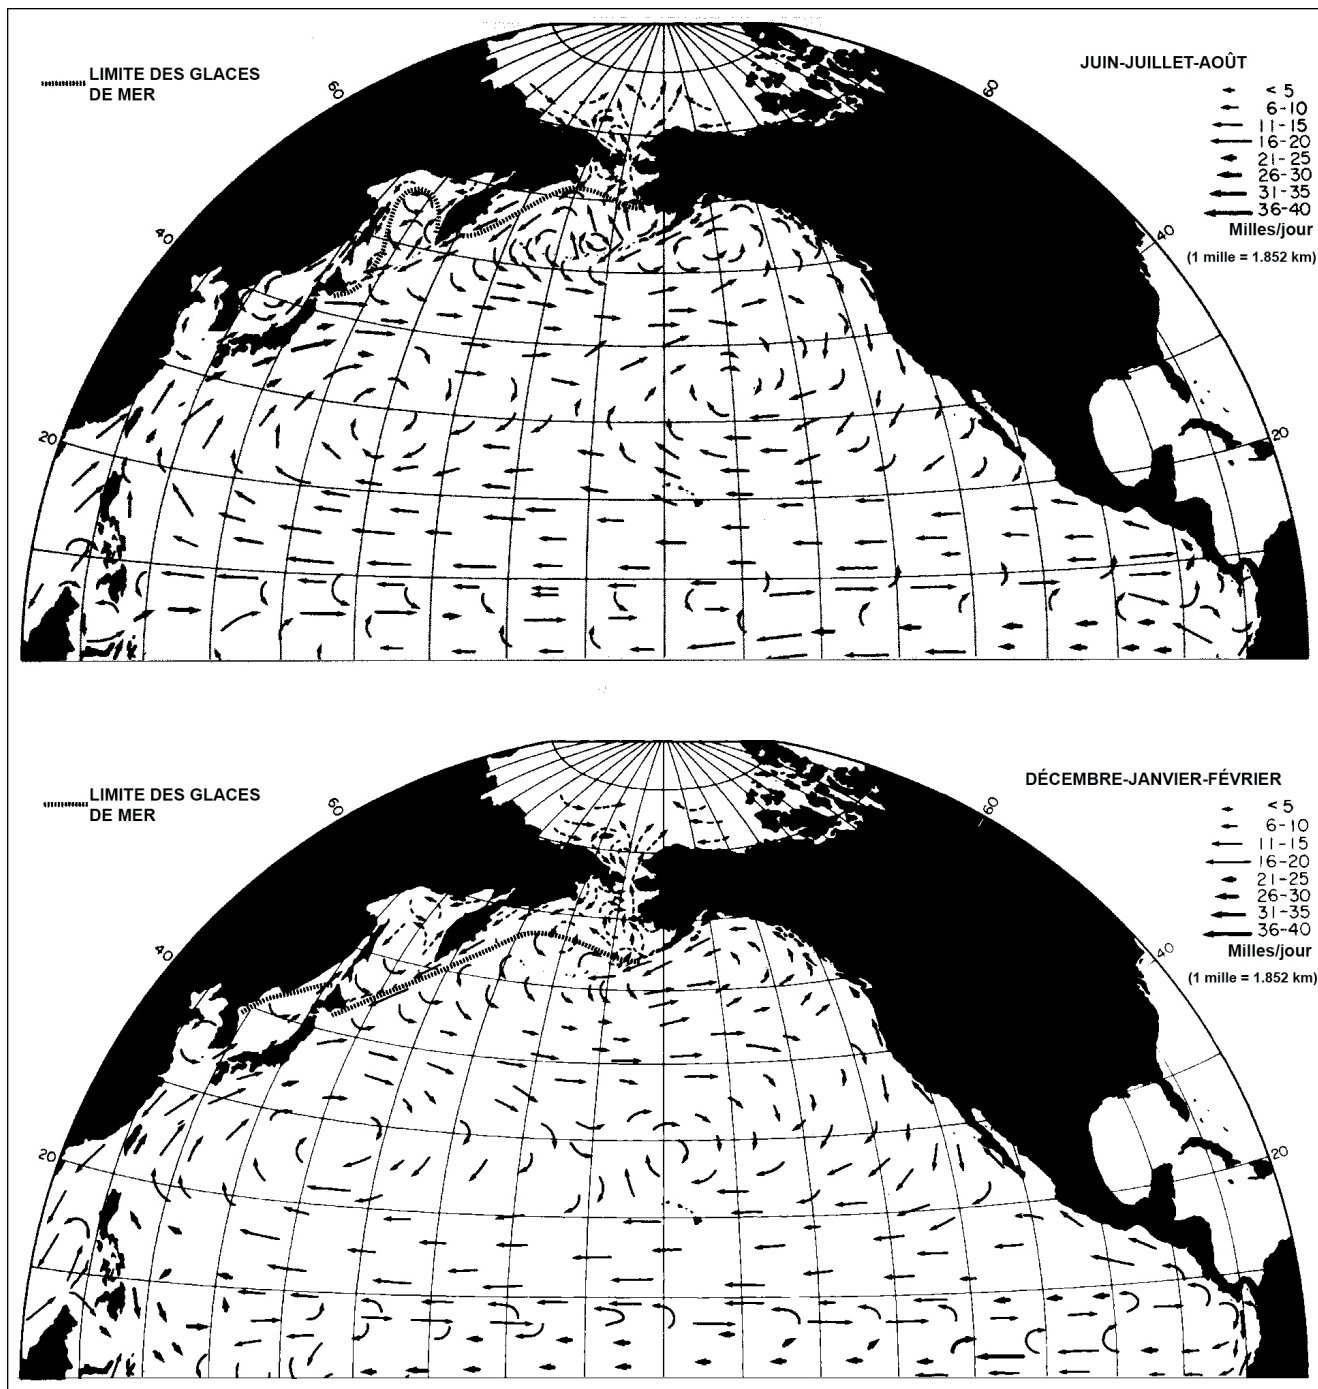 LIMITE DES GLACES
DE MER
JUIN-JUILLET-AOÛT
< 5
6-10
11-15
16-20
21-25
26-30
31-35
36-40
Milles/jour
(1 mille = 1.852 km)
60
60
40
40
20
20
LIMITE DES GLACES
DE MER
DÉCEMBRE-JANVIER-FÉVRIER
< 5
6-10
11-15
16-20
21-25
26-30
31-35
36-40
Milles/jour
(1 mille = 1.852 km)
60
60
40
40
20
20